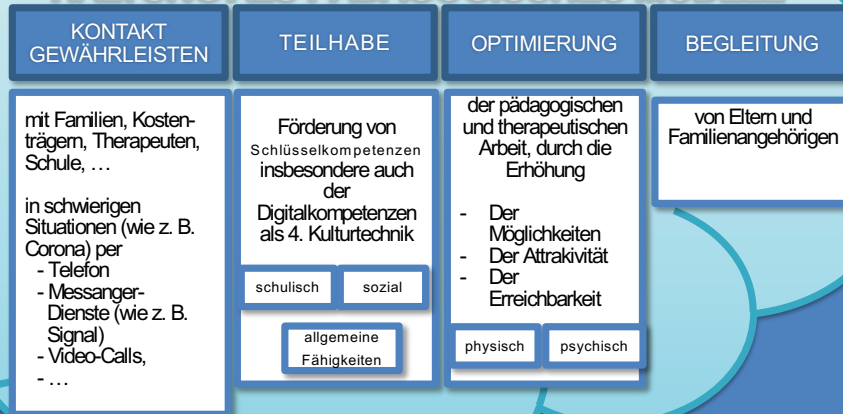 KONTAKT
GEWÄHRLEISTEN
mit Familien, Kosten-
trägern, Therapeuten,
Schule, …
in schwierigen
Situationen (wie z. B.
Corona) per
- Telefon
- Messanger-
Dienste (wie z. B.
Signal)
- Video-Calls,
- …
TEILHABE
Förderung von
Schlüsselkompetenzen
insbesondere auch
der
Digitalkompetenzen
als 4. Kulturtechnik
schulisch
sozial
allgemeine
Fähigkeiten
OPTIMIERUNG
der pädagogischen
und therapeutischen
Arbeit, durch die
Erhöhung
- Der
Möglichkeiten
- Der Attrakivität
- Der
Erreichbarkeit
physisch
psychisch
BEGLEITUNG
von Eltern und
Familienangehörigen